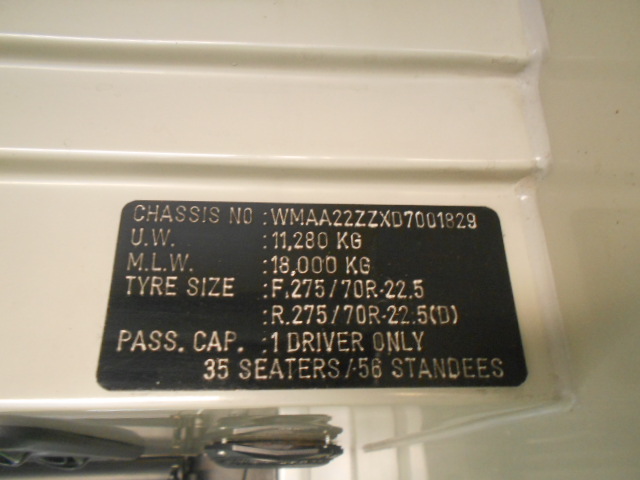 CHASSIS NO :WMAA22ZZXD7001829
U.W. :11,280 KG
M.L.W. :18,000 KG
TYRE SIZE :F.275/70R-22.5
:R.275/70R-22.5(D)
PASS. CAP. :1 DRIVER ONLY
35 SEATERS/56 STANDEES